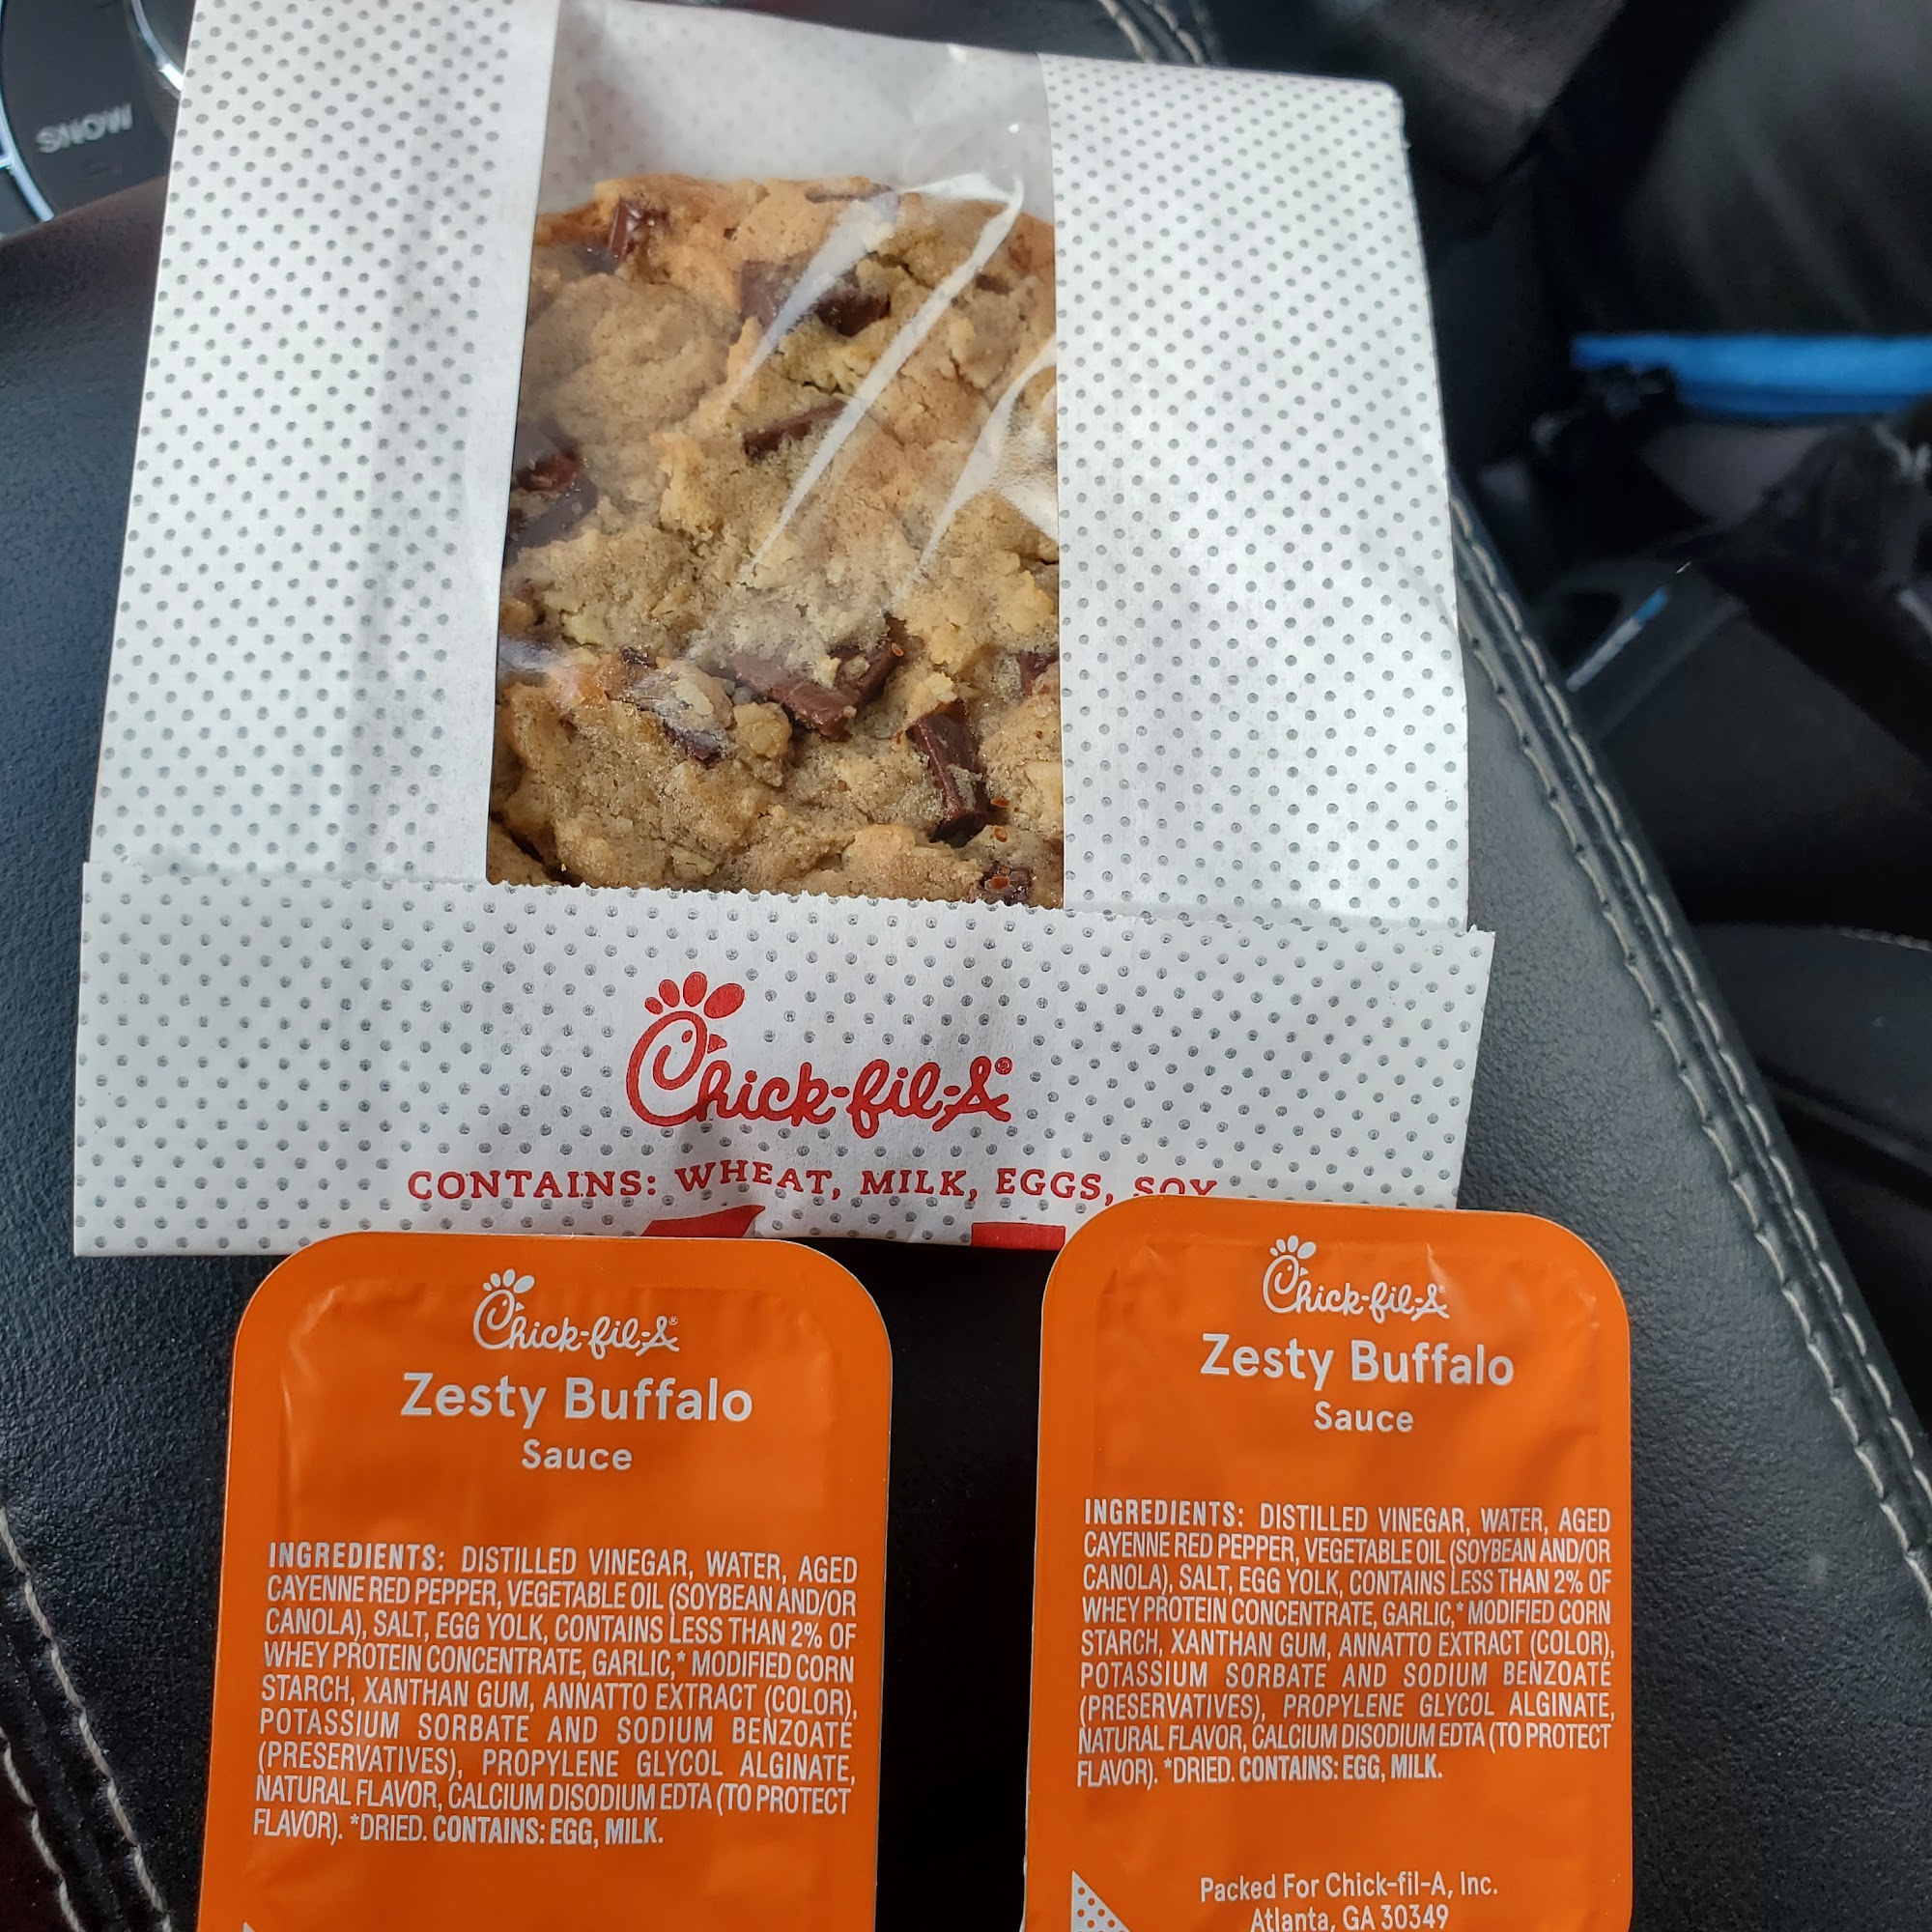 SNOW
Chick-fil-A®
CONTAINS: WHEAT, MILK, EGGS, SOY
Chick-fil-A®
Zesty Buffalo
Sauce
INGREDIENTS: DISTILLED VINEGAR, WATER, AGED
CAYENNE RED PEPPER, VEGETABLE OIL (SOYBEAN AND/OR
CANOLA), SALT, EGG YOLK, CONTAINS LESS THAN 2% OF
WHEY PROTEIN CONCENTRATE, GARLIC,* MODIFIED CORN
STARCH, XANTHAN GUM, ANNATTO EXTRACT (COLOR),
POTASSIUM SORBATE AND SODIUM BENZOATE
(PRESERVATIVES), PROPYLENE GLYCOL ALGINATE,
NATURAL FLAVOR, CALCIUM DISODIUM EDTA (TO PROTECT
FLAVOR). *DRIED. CONTAINS: EGG, MILK.
Chick-fil-A®
Zesty Buffalo
Sauce
INGREDIENTS: DISTILLED VINEGAR, WATER, AGED
CAYENNE RED PEPPER, VEGETABLE OIL (SOYBEAN AND/OR
CANOLA), SALT, EGG YOLK, CONTAINS LESS THAN 2% OF
WHEY PROTEIN CONCENTRATE, GARLIC,* MODIFIED CORN
STARCH, XANTHAN GUM, ANNATTO EXTRACT (COLOR),
POTASSIUM SORBATE AND SODIUM BENZOATE
(PRESERVATIVES), PROPYLENE GLYCOL ALGINATE,
NATURAL FLAVOR, CALCIUM DISODIUM EDTA (TO PROTECT
FLAVOR). *DRIED. CONTAINS: EGG, MILK.
Packed For Chick-fil-A, Inc.
Atlanta, GA 30349